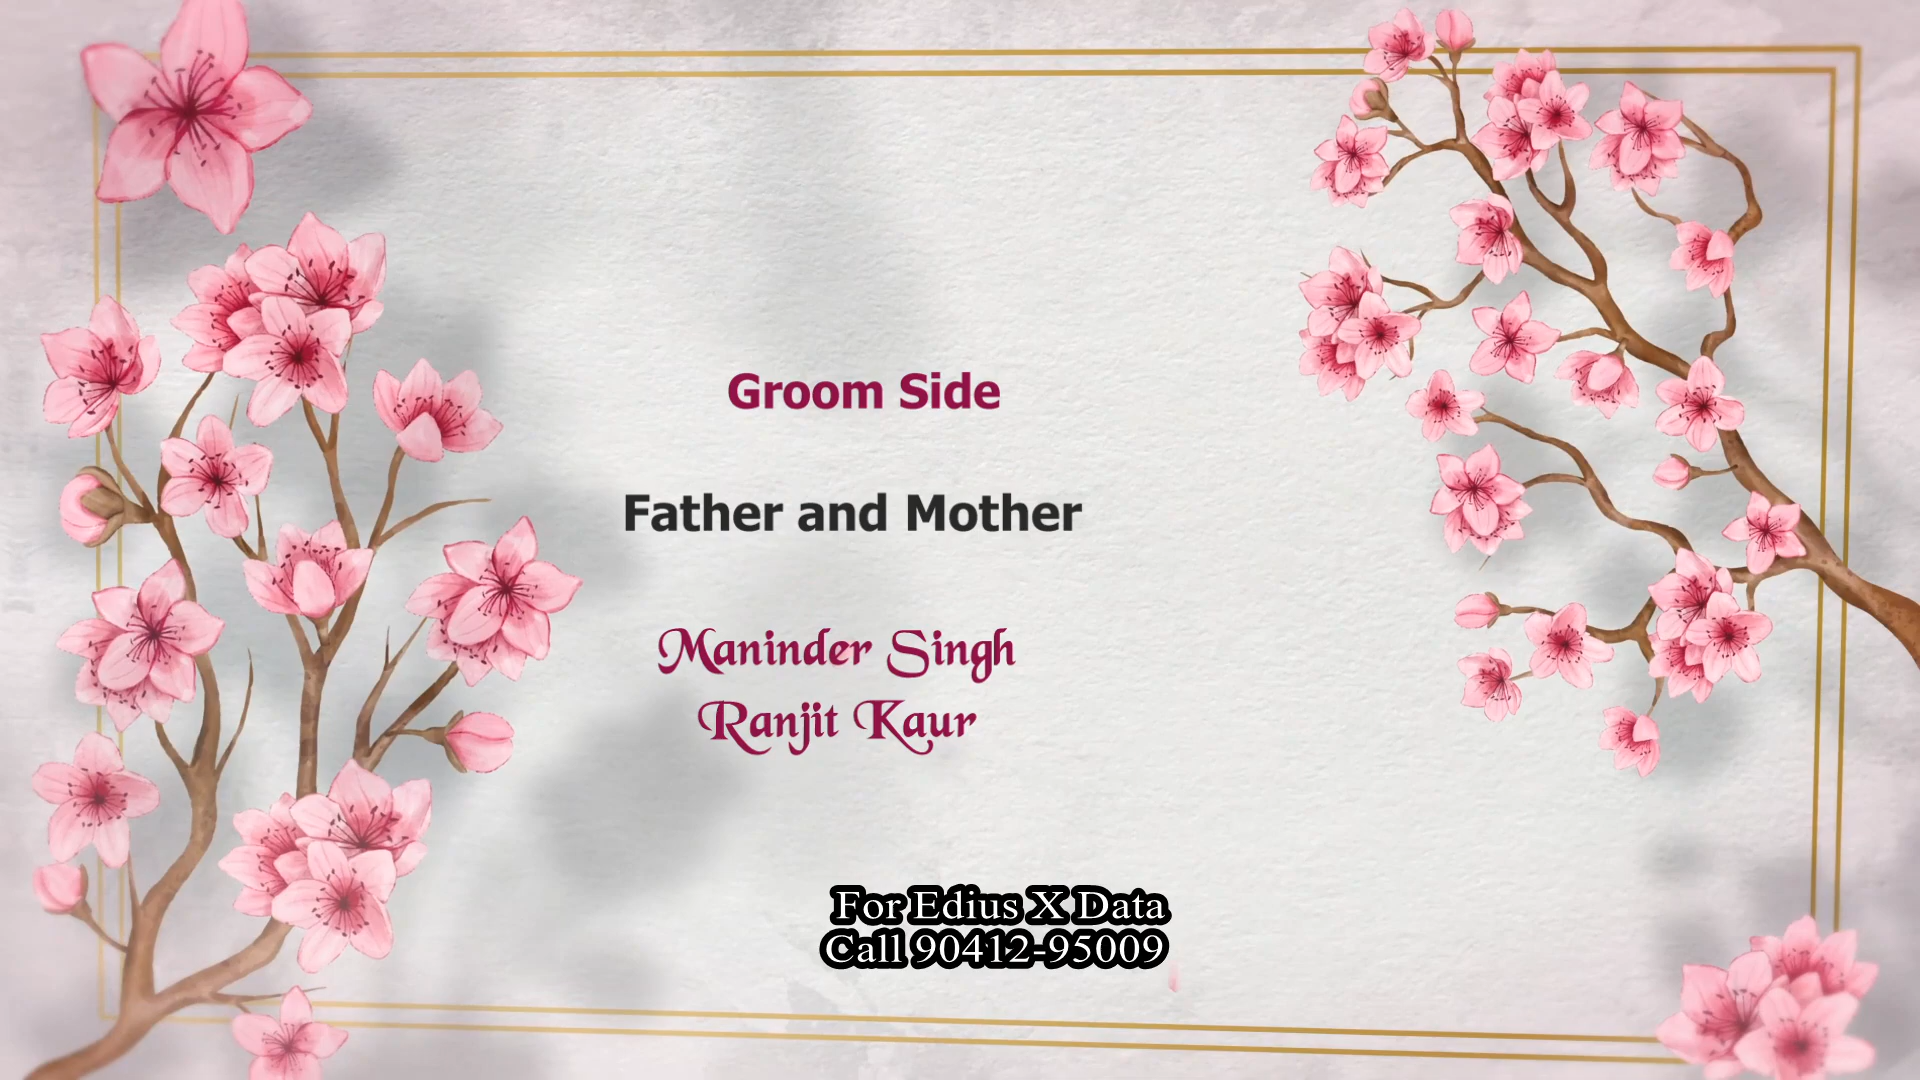 Groom Side
Father and Mother
Maninder Singh
Ranjit Kaur
For Edius X Data
Call 90412-95009